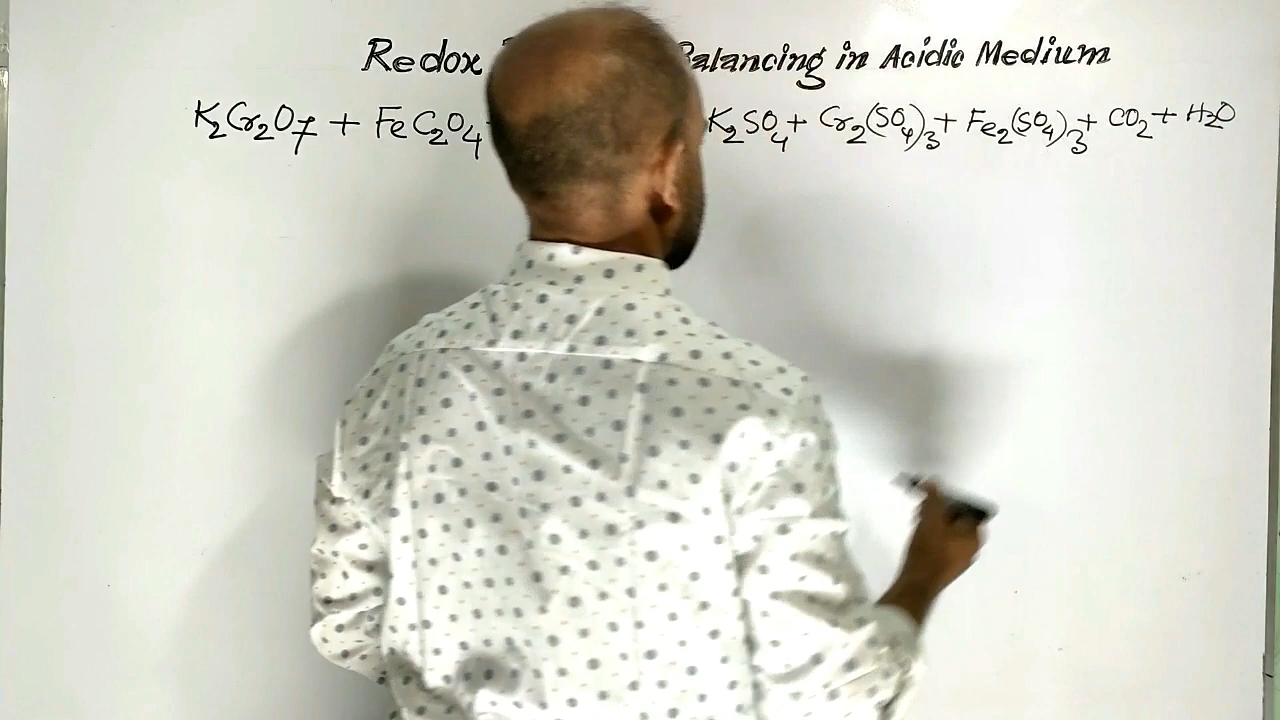 Redox Balancing in Acidic Medium
K₂Cr₂O₇ + FeC₂O₄ K₂SO₄ + Cr₂(SO₄)₃ + Fe₂(SO₄)₃ + CO₂ + H₂O